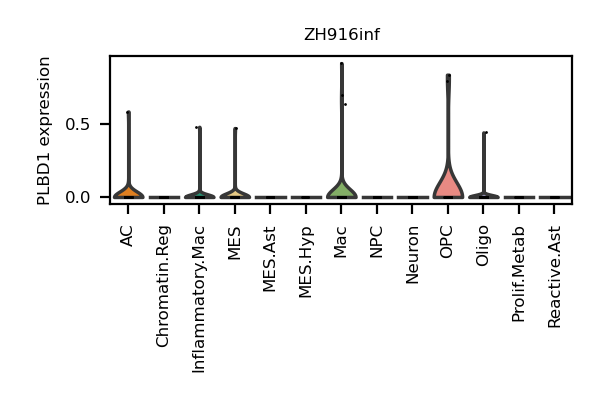 ZH916inf
PLBD1 expression
0.5
0.0
AC
Chromatin.Reg
Inflammatory.Mac
MES
MES.Ast
MES.Hyp
Mac
NPC
Neuron
OPC
Oligo
Prolif.Metab
Reactive.Ast